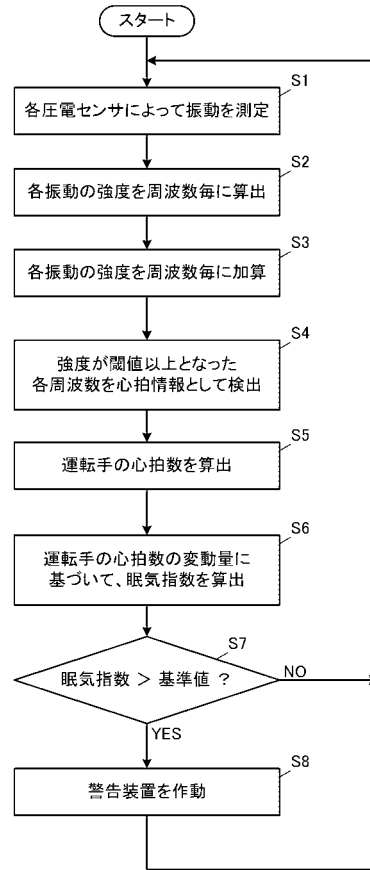 スタート
S1
各圧電センサによって振動を測定
S2
各振動の強度を周波数毎に算出
S3
各振動の強度を周波数毎に加算
S4
強度が閾値以上となった
各周波数を心拍情報として検出
S5
運転手の心拍数を算出
S6
運転手の心拍数の変動量に
基づいて、眠気指数を算出
S7
眠気指数 ＞ 基準値 ？
NO
YES
S8
警告装置を作動